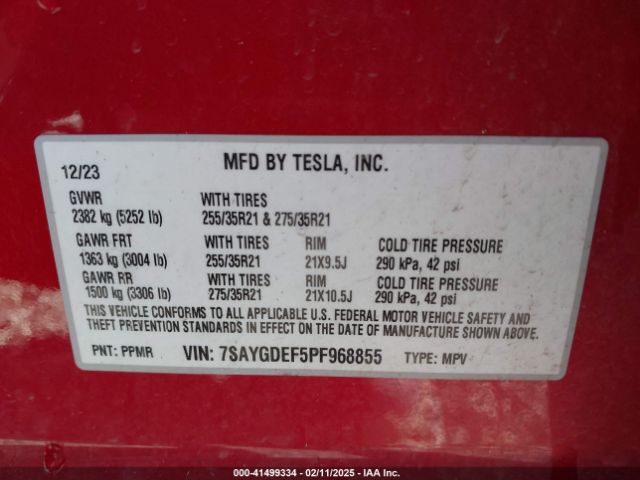 12/23 MFD BY TESLA, INC.
GVWR WITH TIRES
2382 kg (5252 lb) 255/35R21 & 275/35R21
GAWR FRT WITH TIRES RIM COLD TIRE PRESSURE
1363 kg (3004 lb) 255/35R21 21X9.5J 290 kPa, 42 psi
GAWR RR WITH TIRES RIM COLD TIRE PRESSURE
1500 kg (3306 lb) 275/35R21 21X10.5J 290 kPa, 42 psi
THIS VEHICLE CONFORMS TO ALL APPLICABLE U.S. FEDERAL MOTOR VEHICLE SAFETY AND
THEFT PREVENTION STANDARDS IN EFFECT ON THE DATE OF MANUFACTURE SHOWN ABOVE.
PNT: PPMR VIN: 7SAYGDEF5PF968855 TYPE: MPV
000-41499334 - 02/11/2025 - IAA Inc.